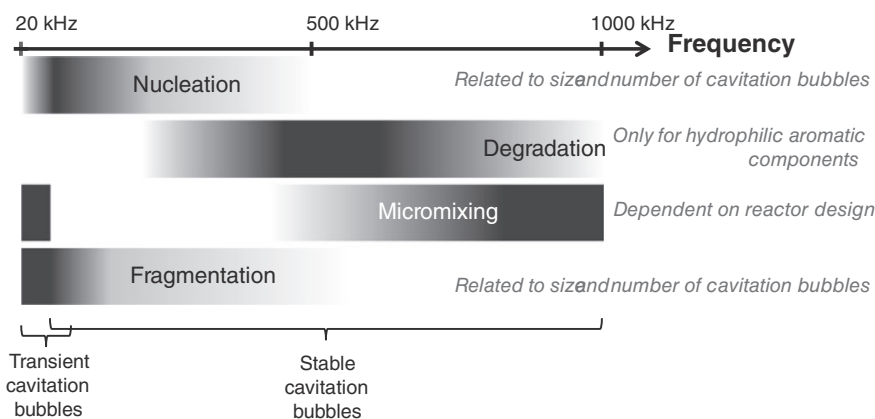 20 kHz
500 kHz
1000 kHz
Frequency
Nucleation
Related to sizeandnumber of cavitation bubbles
Degradation
Only for hydrophilic aromatic
components
Micromixing
Dependent on reactor design
Fragmentation
Related to sizeandnumber of cavitation bubbles
Transient
cavitation
bubbles
Stable
cavitation
bubbles